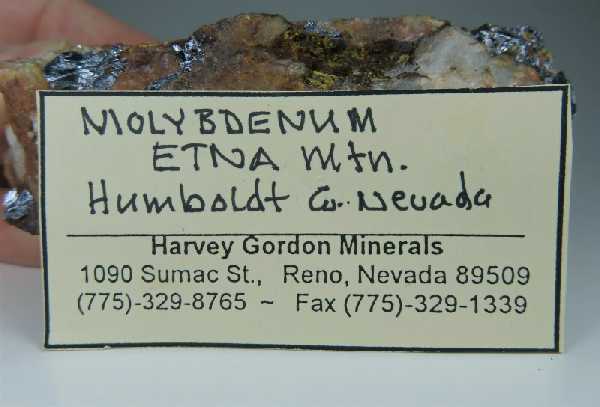 MOLYBDENUM
ETNA Mtn.
Humboldt Co. Nevada
Harvey Gordon Minerals
1090 Sumac St., Reno, Nevada 89509
(775)-329-8765 ~ Fax (775)-329-1339